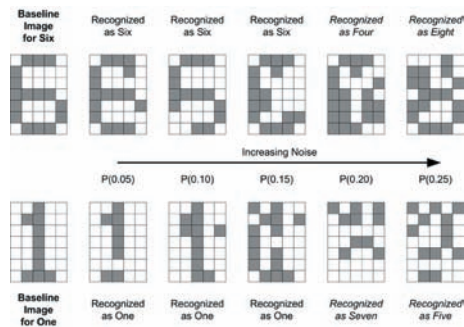 Baseline Image for Six
Recognized as Six
Recognized as Six
Recognized as Six
Recognized as Four
Recognized as Eight
Increasing Noise
P(0.05) P(0.10) P(0.15) P(0.20) P(0.25)
Baseline Image for One
Recognized as One
Recognized as One
Recognized as One
Recognized as Seven
Recognized as Five